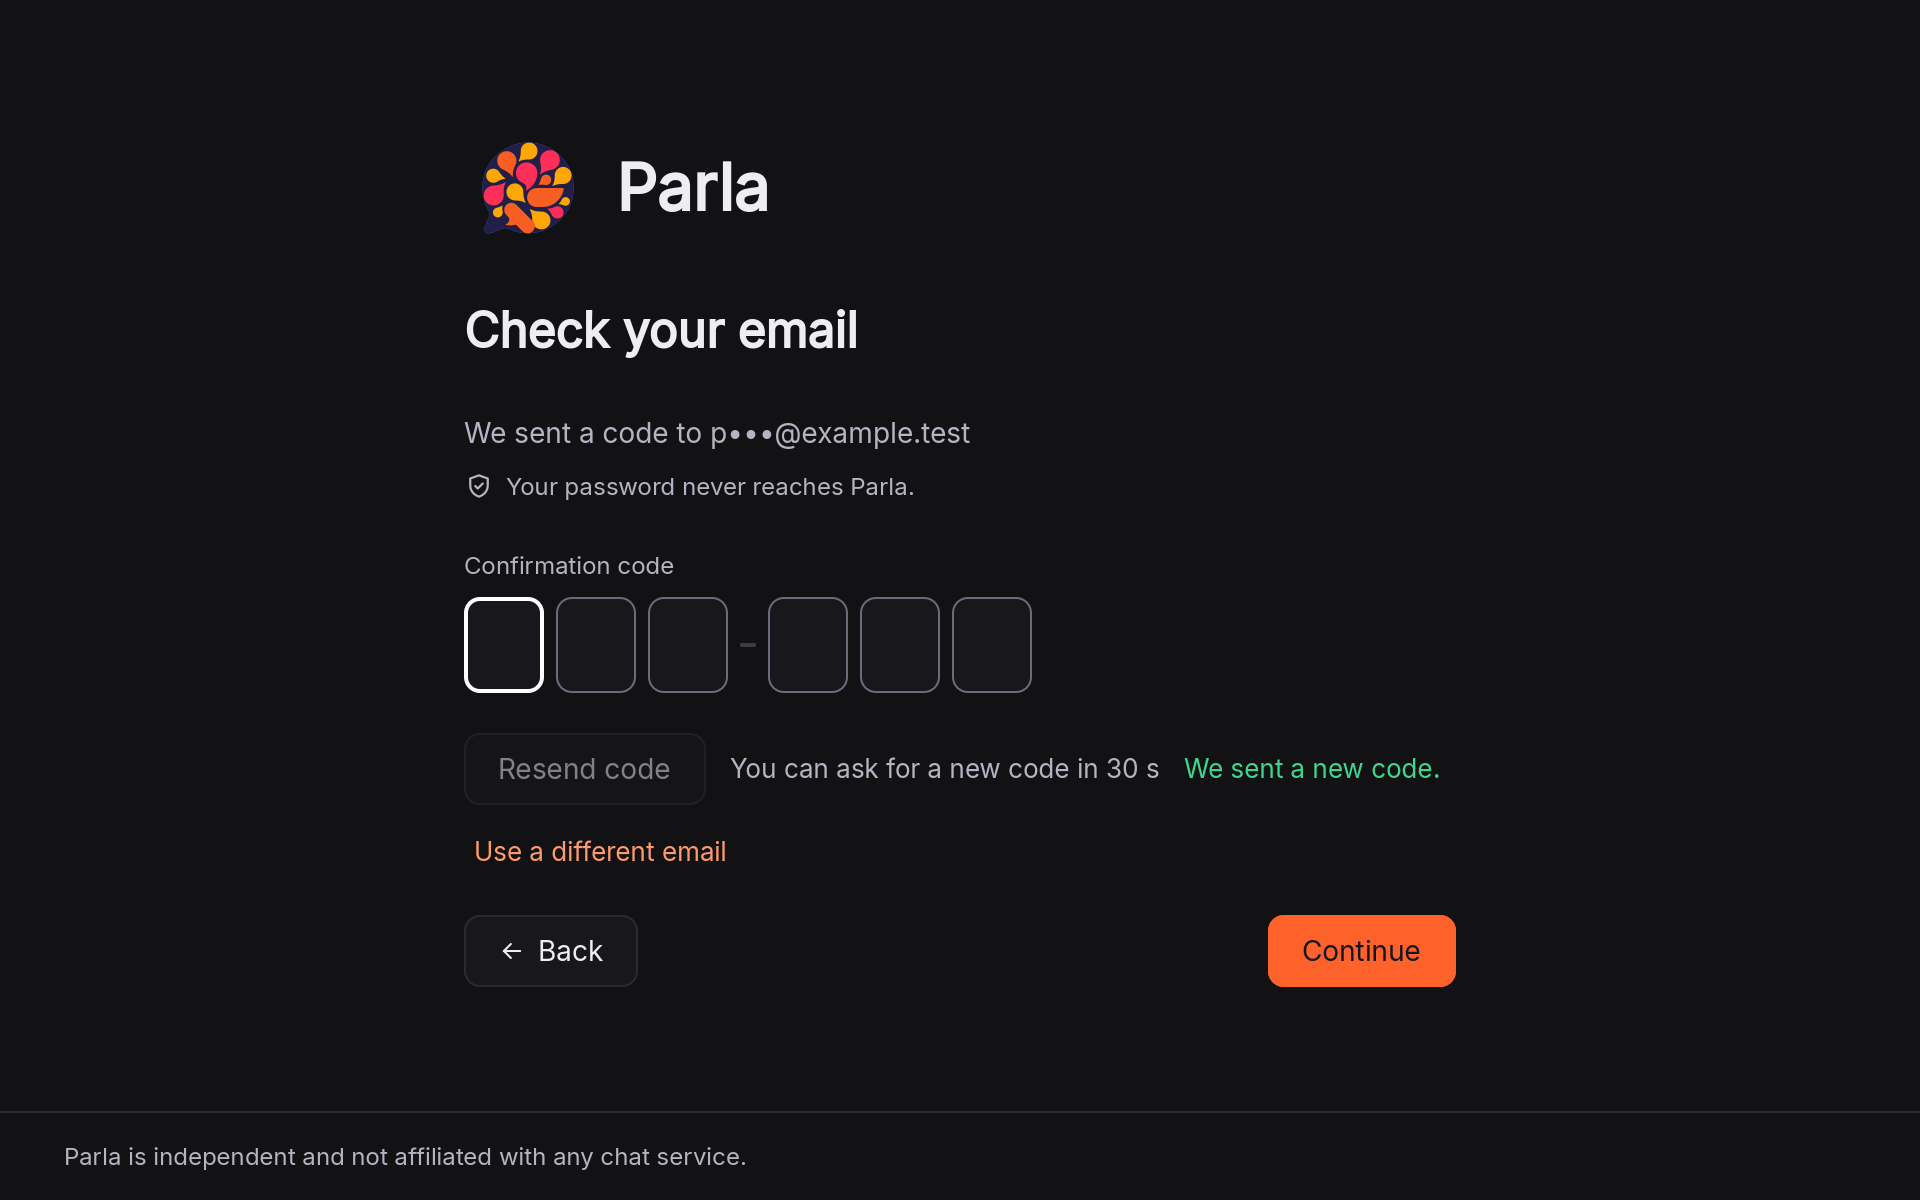 Parla
Check your email
We sent a code to p•••@example.test
Your password never reaches Parla.
Confirmation code
–
Resend code You can ask for a new code in 30 s We sent a new code.
Use a different email
← Back Continue
Parla is independent and not affiliated with any chat service.